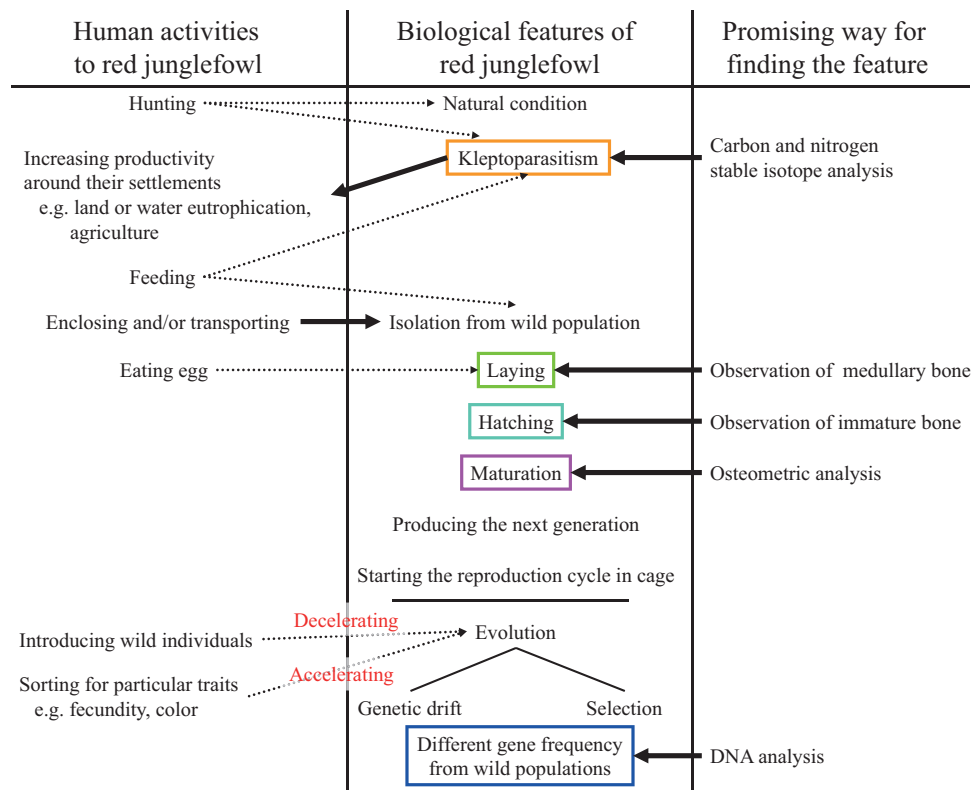 Human activities
to red junglefowl
Biological features of
red junglefowl
Promising way for
finding the feature
Hunting
Natural condition
Kleptoparasitism
Carbon and nitrogen
stable isotope analysis
Increasing productivity
around their settlements
e.g. land or water eutrophication,
agriculture
Feeding
Enclosing and/or transporting
Isolation from wild population
Eating egg
Laying
Observation of medullary bone
Hatching
Observation of immature bone
Maturation
Osteometric analysis
Producing the next generation
Starting the reproduction cycle in cage
Decelerating
Introducing wild individuals
Evolution
Accelerating
Sorting for particular traits
e.g. fecundity, color
Genetic drift
Selection
Different gene frequency
from wild populations
DNA analysis